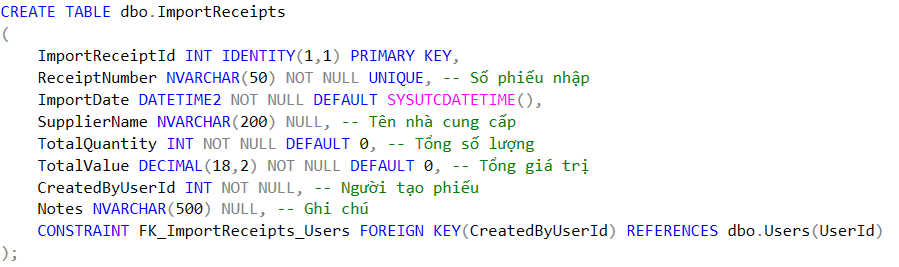 CREATE TABLE dbo.ImportReceipts
(
    ImportReceiptId INT IDENTITY(1,1) PRIMARY KEY,
    ReceiptNumber NVARCHAR(50) NOT NULL UNIQUE, -- Số phiếu nhập
    ImportDate DATETIME2 NOT NULL DEFAULT SYSUTCDATETIME(),
    SupplierName NVARCHAR(200) NULL, -- Tên nhà cung cấp
    TotalQuantity INT NOT NULL DEFAULT 0, -- Tổng số lượng
    TotalValue DECIMAL(18,2) NOT NULL DEFAULT 0, -- Tổng giá trị
    CreatedByUserId INT NOT NULL, -- Người tạo phiếu
    Notes NVARCHAR(500) NULL, -- Ghi chú
    CONSTRAINT FK_ImportReceipts_Users FOREIGN KEY(CreatedByUserId) REFERENCES dbo.Users(UserId)
);